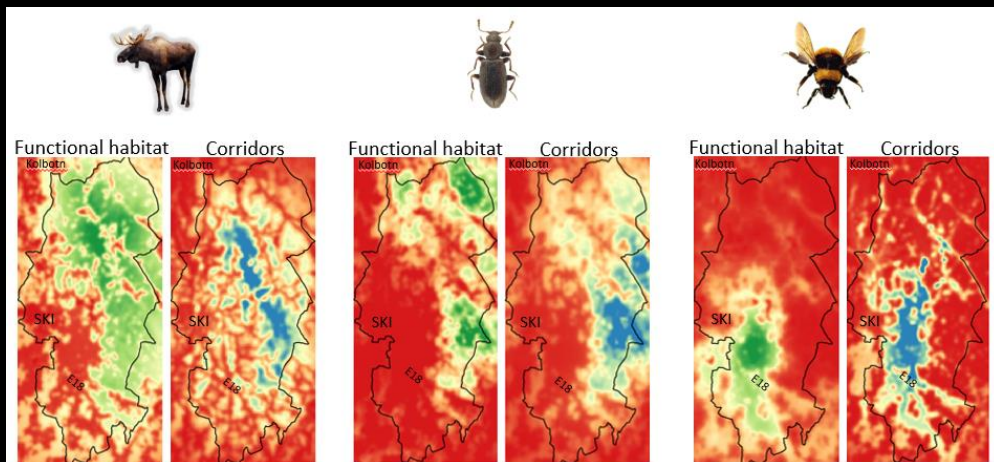 Functional habitat Corridors Functional habitat Corridors Functional habitat Corridors
Kolbotn Kolbotn Kolbotn Kolbotn Kolbotn Kolbotn
SKI SKI SKI SKI SKI SKI
E18 E18 E18 E18 E18 E18